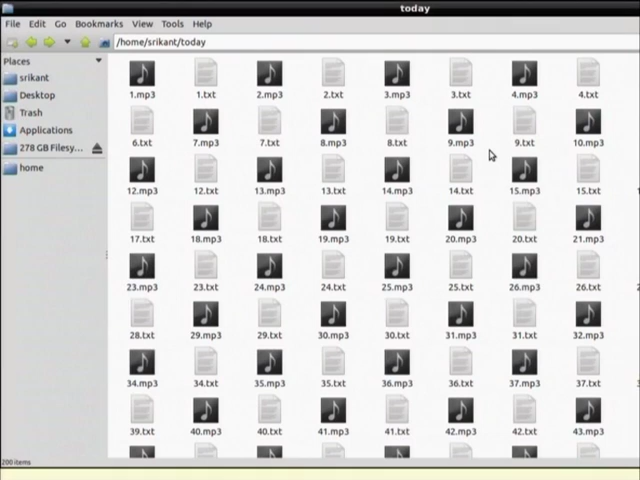 today
File Edit Go Bookmarks View Tools Help
/home/srikant/today
Places
srikant
Desktop
Trash
Applications
278 GB Filesy...
home
1.mp3 1.txt 2.mp3 2.txt 3.mp3 3.txt 4.mp3 4.txt
6.txt 7.mp3 7.txt 8.mp3 8.txt 9.mp3 9.txt 10.mp3
12.mp3 12.txt 13.mp3 13.txt 14.mp3 14.txt 15.mp3 15.txt
17.txt 18.mp3 18.txt 19.mp3 19.txt 20.mp3 20.txt 21.mp3
23.mp3 23.txt 24.mp3 24.txt 25.mp3 25.txt 26.mp3 26.txt
28.txt 29.mp3 29.txt 30.mp3 30.txt 31.mp3 31.txt 32.mp3
34.mp3 34.txt 35.mp3 35.txt 36.mp3 36.txt 37.mp3 37.txt
39.txt 40.mp3 40.txt 41.mp3 41.txt 42.mp3 42.txt 43.mp3
200 items